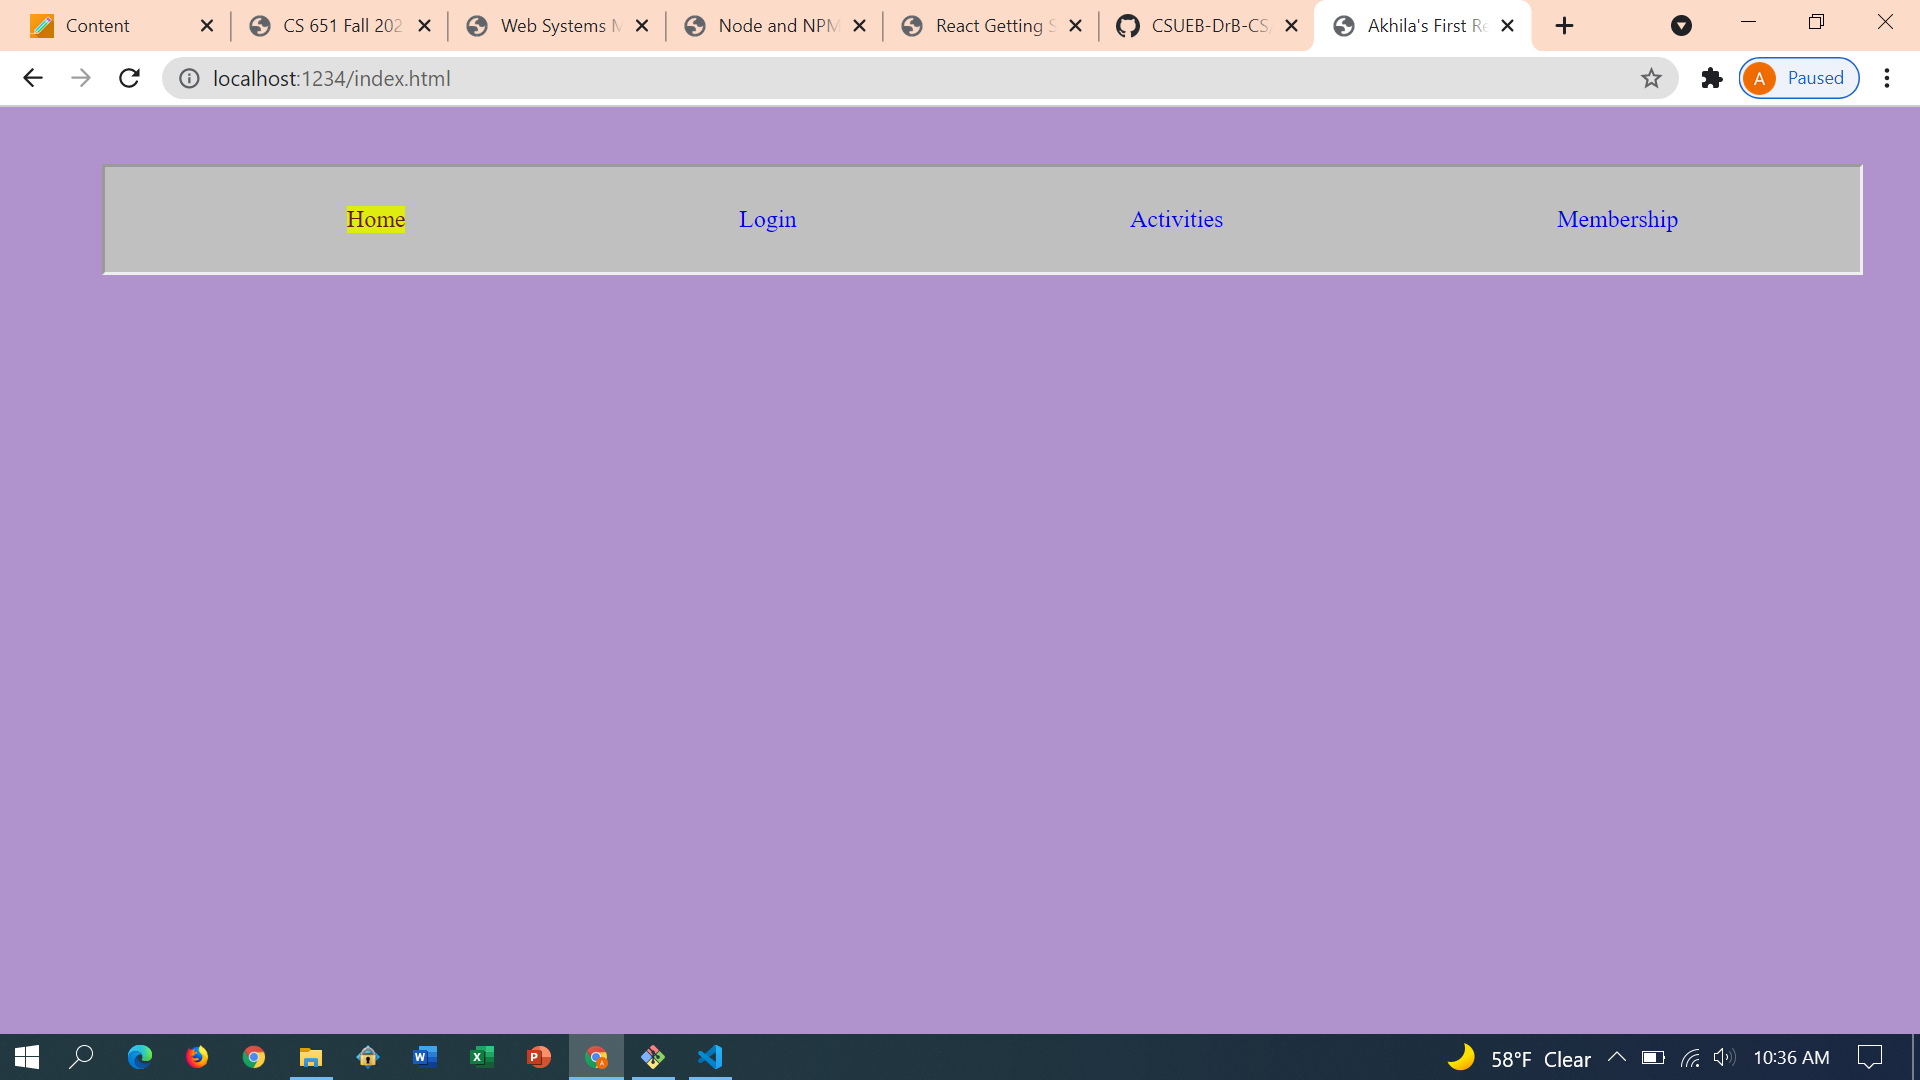 Content
CS 651 Fall 202
Web Systems M
Node and NPM
React Getting S
CSUEB-DrB-CS
Akhila's First Re
localhost:1234/index.html
A Paused
Home Login Activities Membership
58°F Clear
10:36 AM